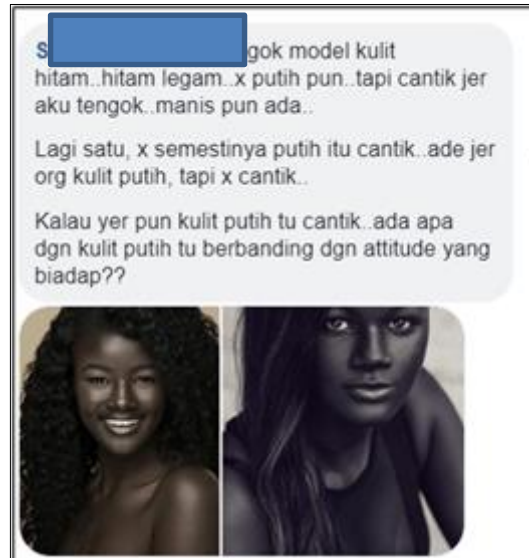 S gok model kulit
hitam..hitam legam..x putih pun..tapi cantik jer
aku tengok..manis pun ada..
Lagi satu, x semestinya putih itu cantik..ade jer
org kulit putih, tapi x cantik..
Kalau yer pun kulit putih tu cantik..ada apa
dgn kulit putih tu berbanding dgn attitude yang
biadap??